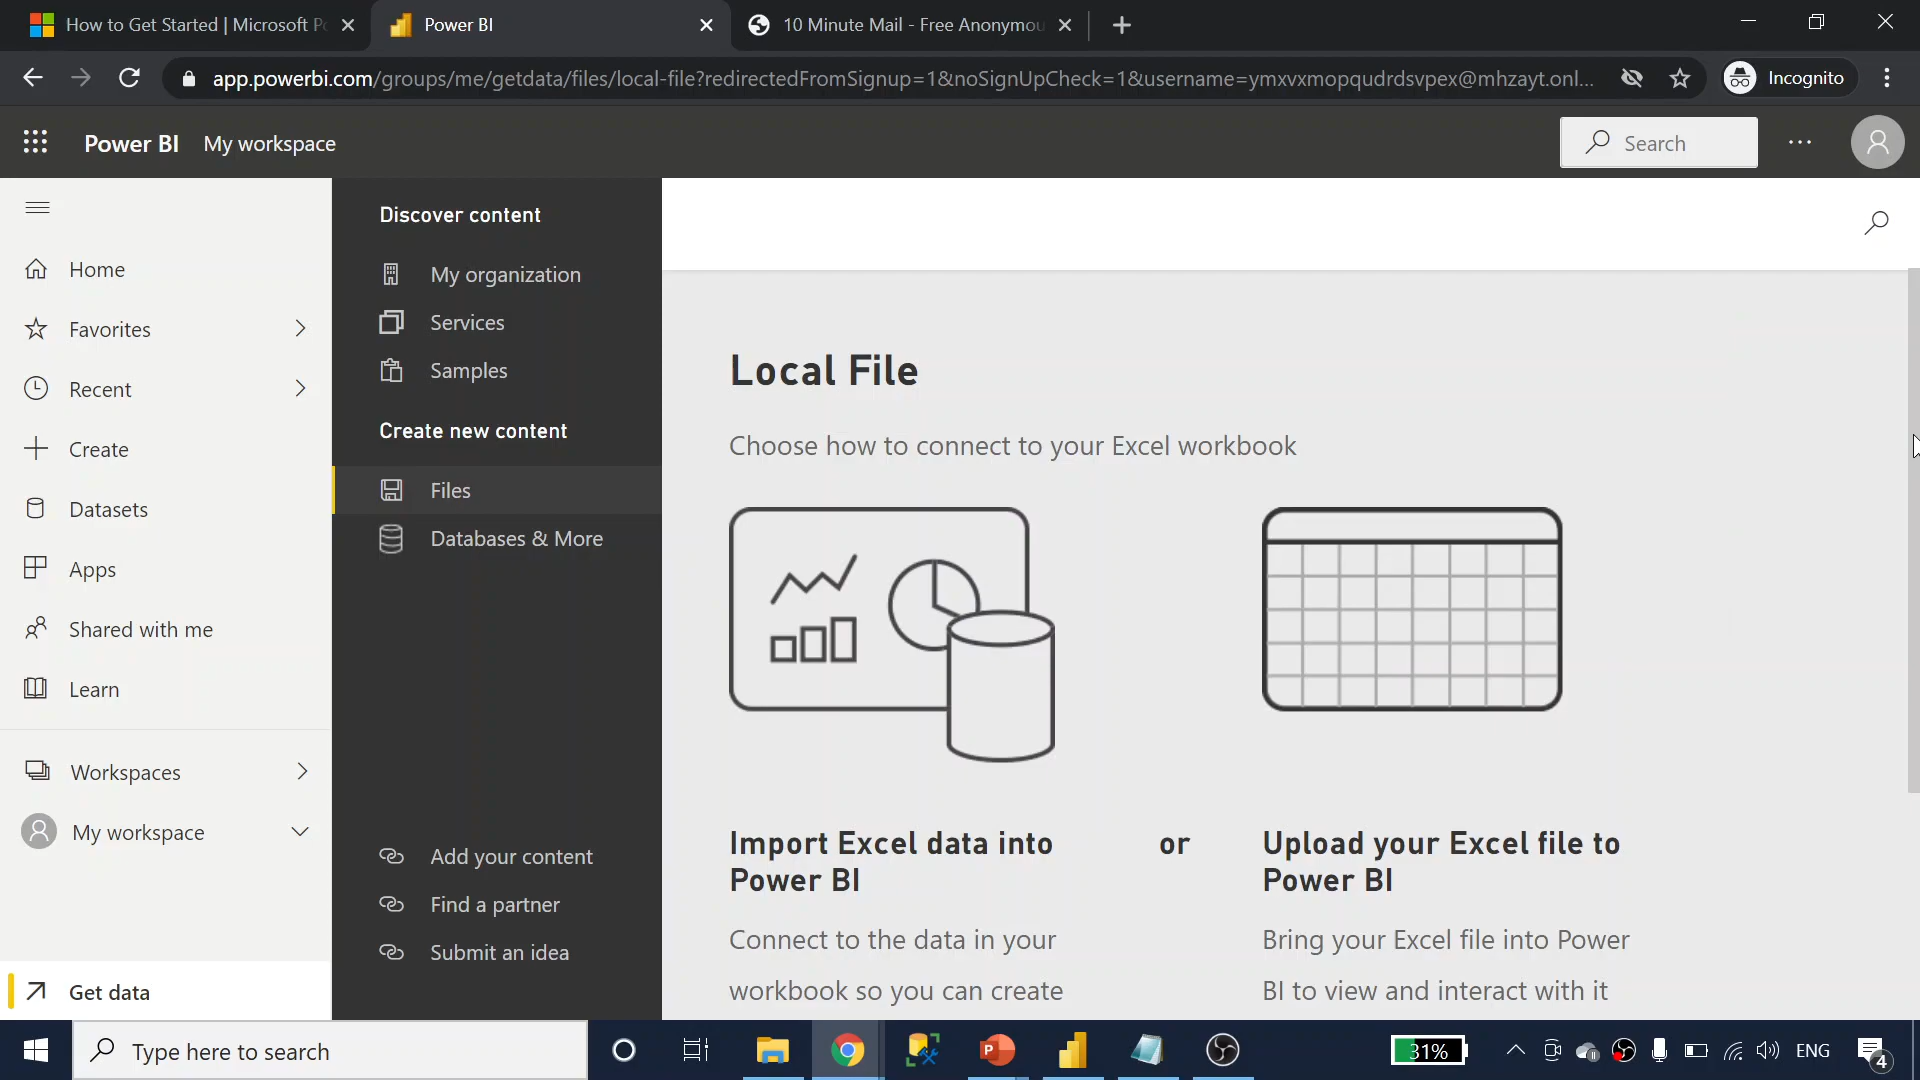 How to Get Started | Microsoft Po
Power BI
10 Minute Mail - Free Anonymou
app.powerbi.com/groups/me/getdata/files/local-file?redirectedFromSignup=1&noSignUpCheck=1&username=ymxvxmopqudrdsvpex@mhzayt.onl...
Incognito
Power BI
My workspace
Search
Home
Favorites
Recent
Create
Datasets
Apps
Shared with me
Learn
Workspaces
My workspace
Get data
Discover content
My organization
Services
Samples
Create new content
Files
Databases & More
Add your content
Find a partner
Submit an idea
Local File
Choose how to connect to your Excel workbook
Import Excel data into
Power BI
Connect to the data in your
workbook so you can create
or
Upload your Excel file to
Power BI
Bring your Excel file into Power
BI to view and interact with it
Type here to search
P
31%
ENG
4